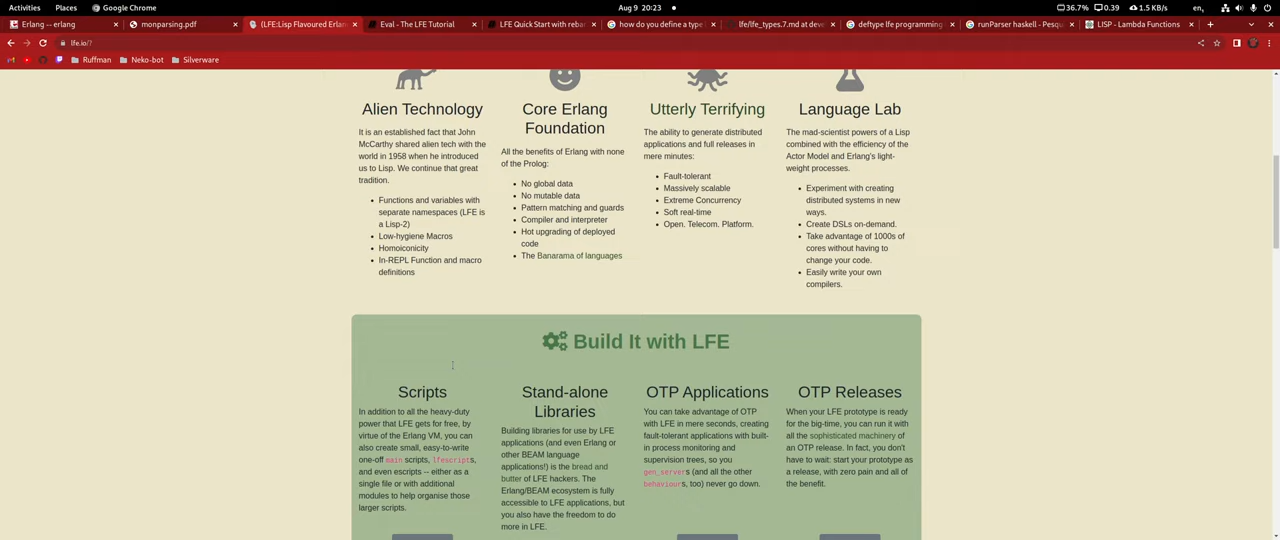 Activities
Places
Google Chrome
Aug 9 20:23
36.7%
0.39
1.5 KB/s
en,
Erlang -- erlang
monparsing.pdf
(LFE:Lisp Flavoured Erlan
Eval - The LFE Tutorial
LFE Quick Start with reba
how do you define a type
lfe/lfe_types.7.md at deve
deftype lfe programming
runParser haskell - Pesqu
LISP - Lambda Functions
lfe.io/?
Ruffman
Neko-bot
Silverware
Alien Technology
It is an established fact that John
McCarthy shared alien tech with the
world in 1958 when he introduced
us to Lisp. We continue that great
tradition.
Functions and variables with
separate namespaces (LFE is
a Lisp-2)
Low-hygiene Macros
Homoiconicity
In-REPL Function and macro
definitions
Core Erlang
Foundation
All the benefits of Erlang with none
of the Prolog:
No global data
No mutable data
Pattern matching and guards
Compiler and interpreter
Hot upgrading of deployed
code
The Banarama of languages
Utterly Terrifying
The ability to generate distributed
applications and full releases in
mere minutes:
Fault-tolerant
Massively scalable
Extreme Concurrency
Soft real-time
Open. Telecom. Platform.
Language Lab
The mad-scientist powers of a Lisp
combined with the efficiency of the
Actor Model and Erlang's light-
weight processes.
Experiment with creating
distributed systems in new
ways.
Create DSLs on-demand.
Take advantage of 1000s of
cores without having to
change your code.
Easily write your own
compilers.
Build It with LFE
Scripts
In addition to all the heavy-duty
power that LFE gets for free, by
virtue of the Erlang VM, you can
also create small, easy-to-write
one-off main scripts, lfescripts,
and even escripts -- either as a
single file or with additional
modules to help organise those
larger scripts.
Stand-alone
Libraries
Building libraries for use by LFE
applications (and even Erlang or
other BEAM language
applications!) is the bread and
butter of LFE hackers. The
Erlang/BEAM ecosystem is fully
accessible to LFE applications, but
you also have the freedom to do
more in LFE.
OTP Applications
You can take advantage of OTP
with LFE in mere seconds, creating
fault-tolerant applications with built-
in process monitoring and
supervision trees, so you
gen_servers (and all the other
behaviours, too) never go down.
OTP Releases
When your LFE prototype is ready
for the big-time, you can run it with
all the sophisticated machinery of
an OTP release. In fact, you don't
have to wait: start your prototype as
a release, with zero pain and all of
the benefit.